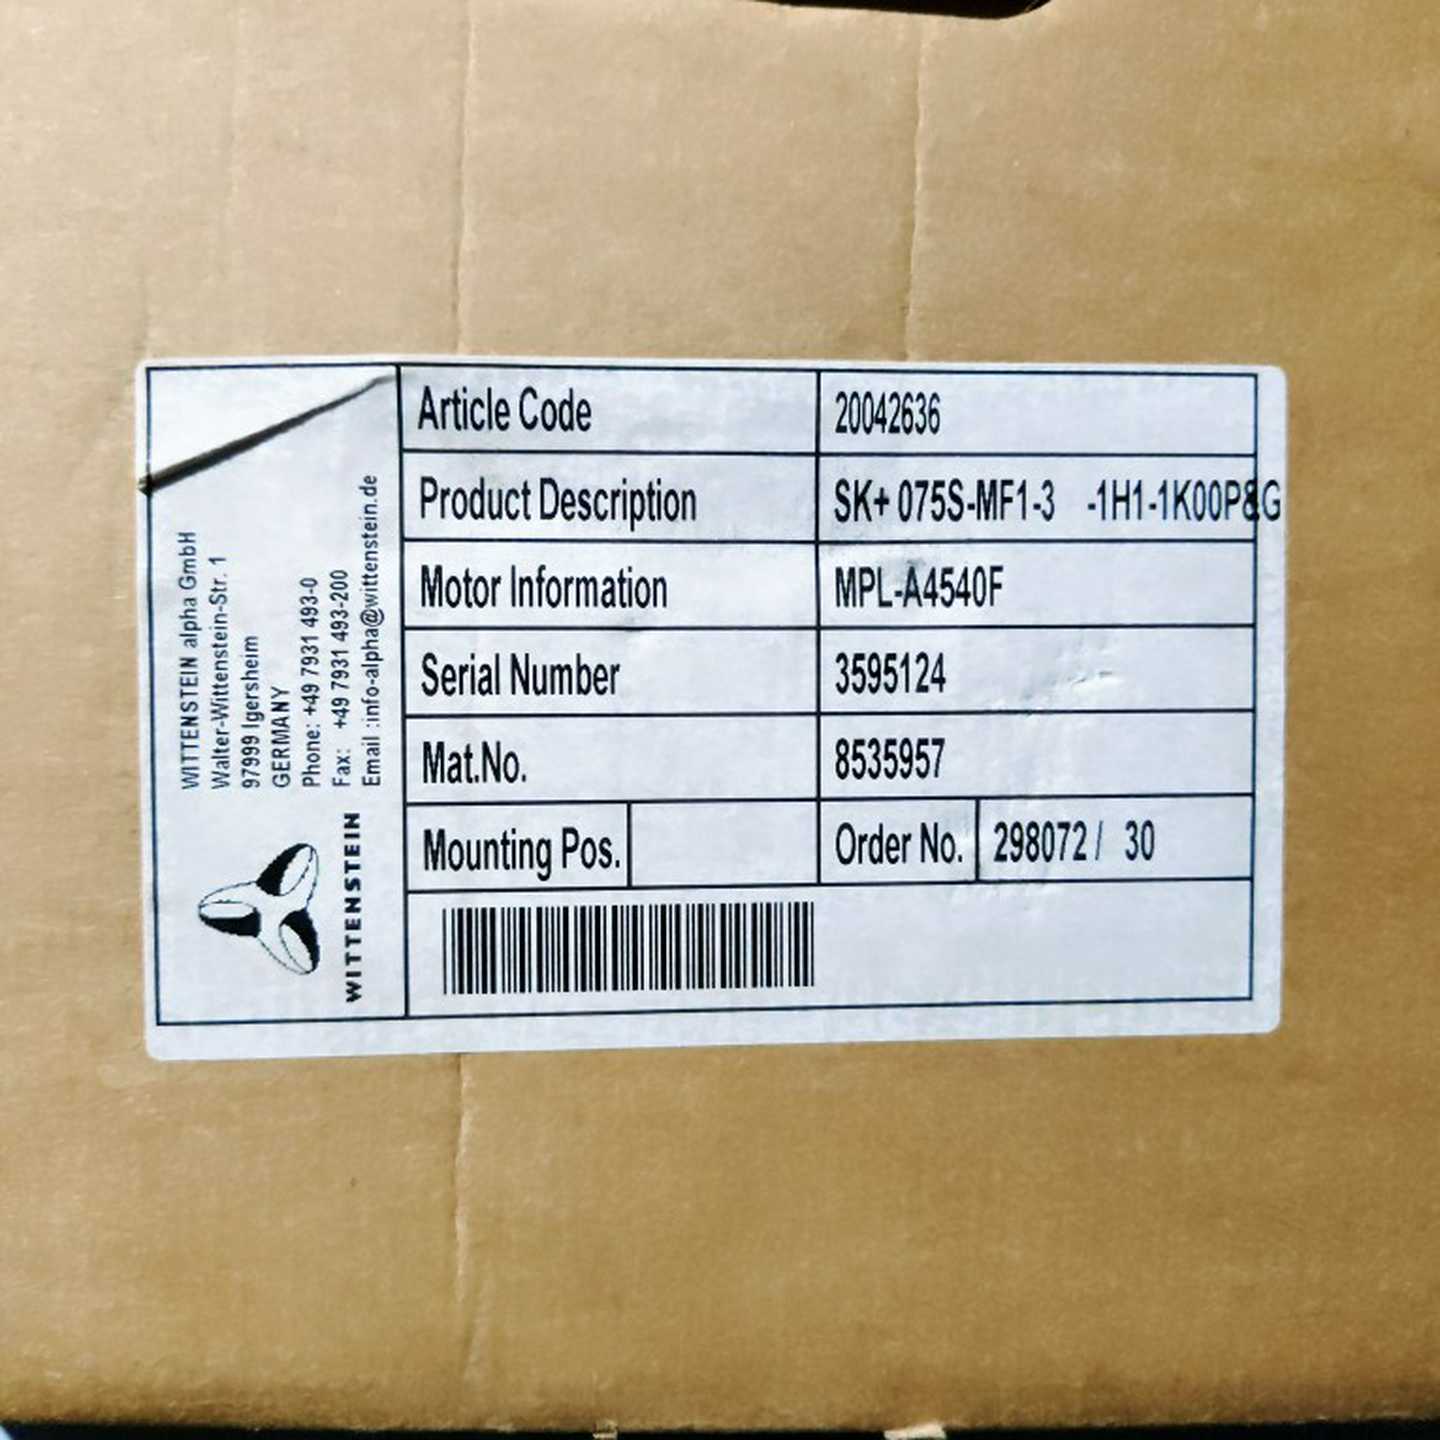 WITTENSTEIN alpha GmbH
Walter-Wittenstein-Str. 1
97999 Igersheim
GERMANY
Phone: +49 7931 493-0
Fax: +49 7931 493-200
Email :info-alpha@wittenstein.de
WITTENSTEIN
Article Code 20042636
Product Description SK+ 075S-MF1-3 -1H1-1K00P&G
Motor Information MPL-A4540F
Serial Number 3595124
Mat.No. 8535957
Mounting Pos. Order No. 298072 / 30